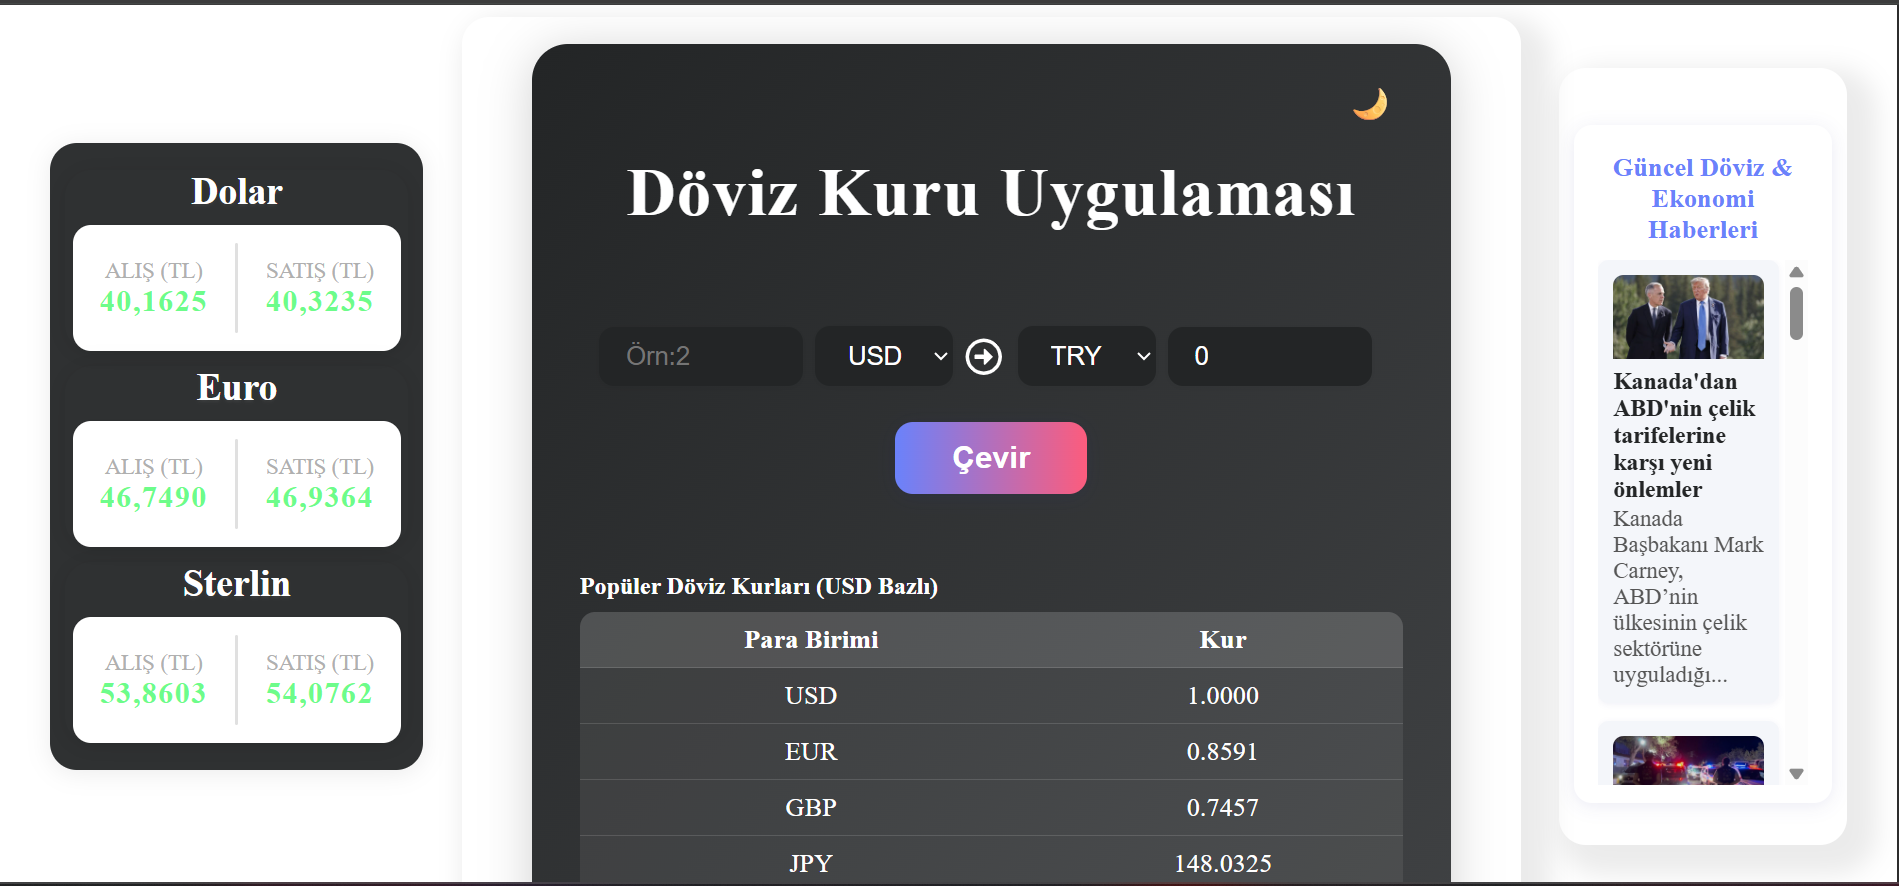 Dolar
ALIŞ (TL) SATIŞ (TL)
40,1625 40,3235
Euro
ALIŞ (TL) SATIŞ (TL)
46,7490 46,9364
Sterlin
ALIŞ (TL) SATIŞ (TL)
53,8603 54,0762
Döviz Kuru Uygulaması
Örn:2 USD TRY 0
Çevir
Popüler Döviz Kurları (USD Bazlı)
Para Birimi Kur
USD 1.0000
EUR 0.8591
GBP 0.7457
JPY 148.0325
Güncel Döviz &
Ekonomi
Haberleri
Kanada'dan
ABD'nin çelik
tarifelerine
karşı yeni
önlemler
Kanada
Başbakanı Mark
Carney,
ABD’nin
ülkesinin çelik
sektörüne
uyguladığı...